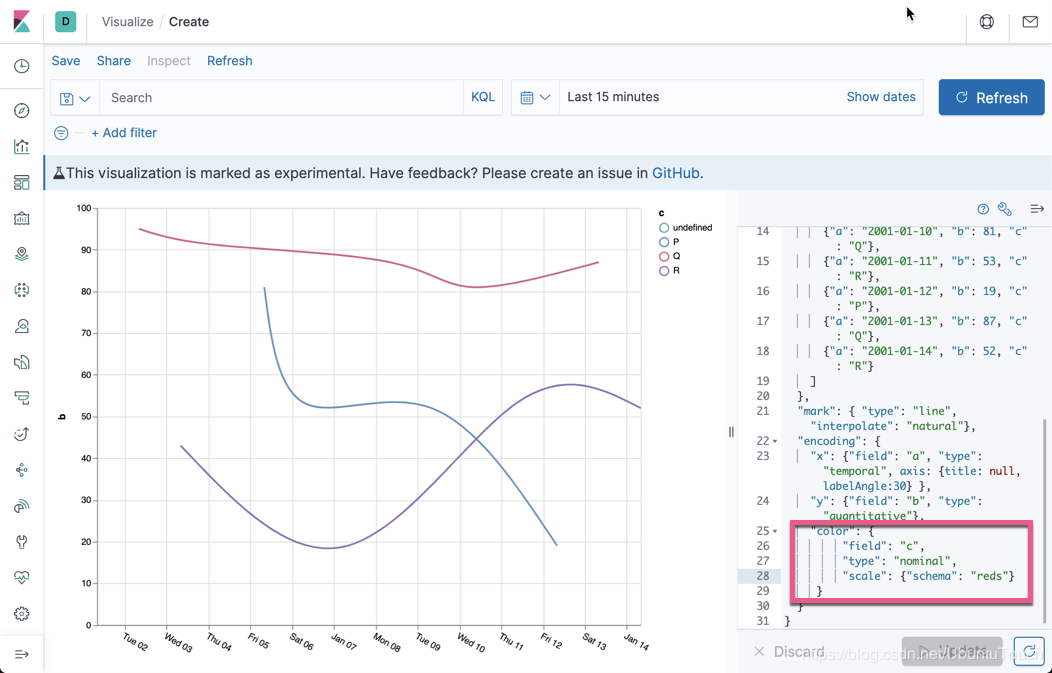 D Visualize / Create
Save Share Inspect Refresh
Search KQL Last 15 minutes Show dates Refresh
+ Add filter
This visualization is marked as experimental. Have feedback? Please create an issue in GitHub.
100
90
80
70
60
50
40
30
20
10
0
b
Tue 02 Wed 03 Thu 04 Fri 05 Sat 06 Jan 07 Mon 08 Tue 09 Wed 10 Thu 11 Fri 12 Sat 13 Jan 14
c
undefined
P
Q
R
14 {"a": "2001-01-10", "b": 81, "c"
: "Q"},
15 {"a": "2001-01-11", "b": 53, "c"
: "R"},
16 {"a": "2001-01-12", "b": 19, "c"
: "P"},
17 {"a": "2001-01-13", "b": 87, "c"
: "Q"},
18 {"a": "2001-01-14", "b": 52, "c"
: "R"}
19 ]
20 },
21 "mark": { "type": "line",
"interpolate": "natural"},
22 "encoding": {
23 "x": {"field": "a", "type":
"temporal", axis: {title: null,
labelAngle:30} },
24 "y": {"field": "b", "type":
"quantitative"},
25 "color": {
26 "field": "c",
27 "type": "nominal",
28 "scale": {"schema": "reds"}
29 }
30 }
31 }
Discard Update
https://blog.csdn.net/UbuntuTouch